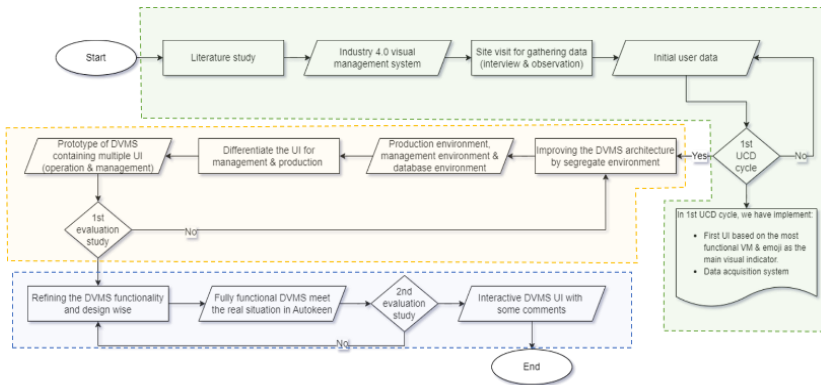 Start
Literature study
Industry 4.0 visual
management system
Site visit for gathering data
(interview & observation)
Initial user data
1st
UCD
cycle
No
Yes
In 1st UCD cycle, we have implement:
• First UI based on the most
functional VM & emoji as the
main visual indicator.
• Data acquisition system
Improving the DVMS architecture
by segregate environment
Production environment,
management environment &
database environment
Differentiate the UI for
management & production
Prototype of DVMS
containing multiple UI
(operation & management)
1st
evaluation
study
No
Refining the DVMS functionality
and design wise
Fully functional DVMS meet
the real situation in Autokeen
2nd
evaluation
study
No
Interactive DVMS UI with
some comments
End